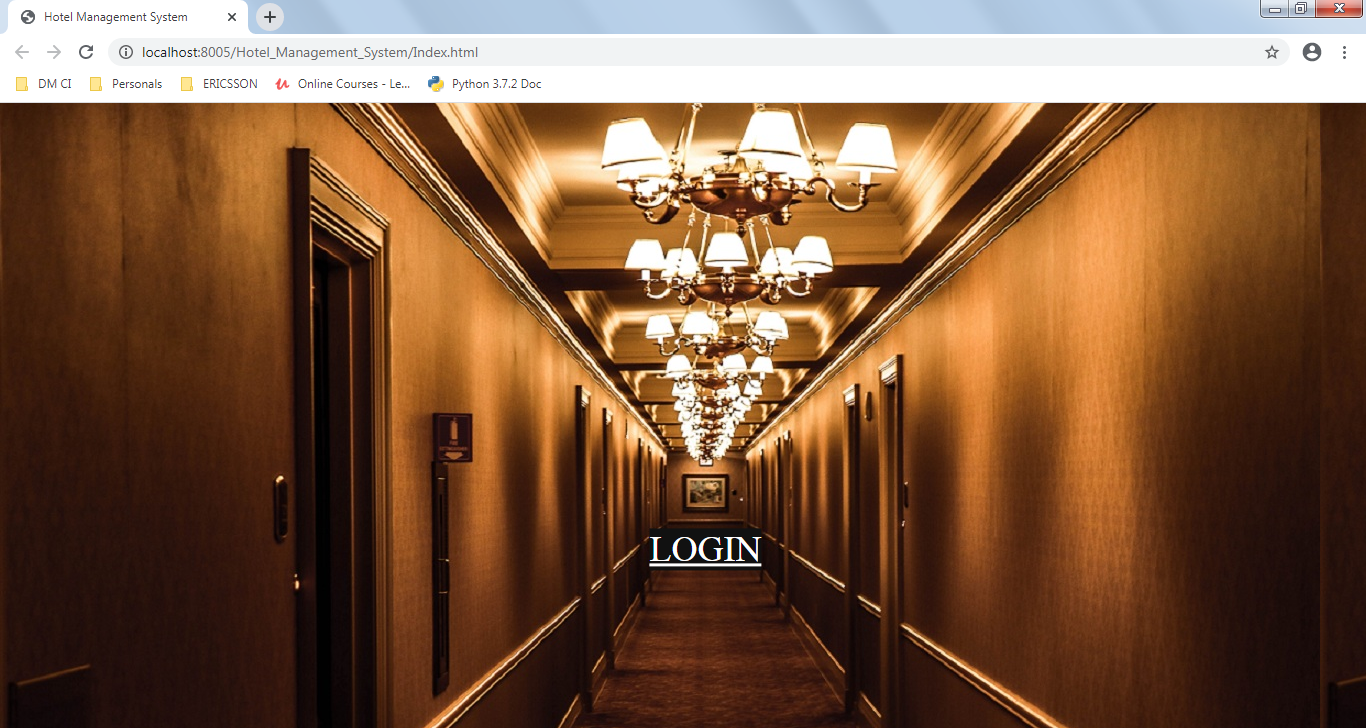 Hotel Management System
localhost:8005/Hotel_Management_System/Index.html
DM CI Personals ERICSSON Online Courses - Le... Python 3.7.2 Doc
FIRE
LOGIN